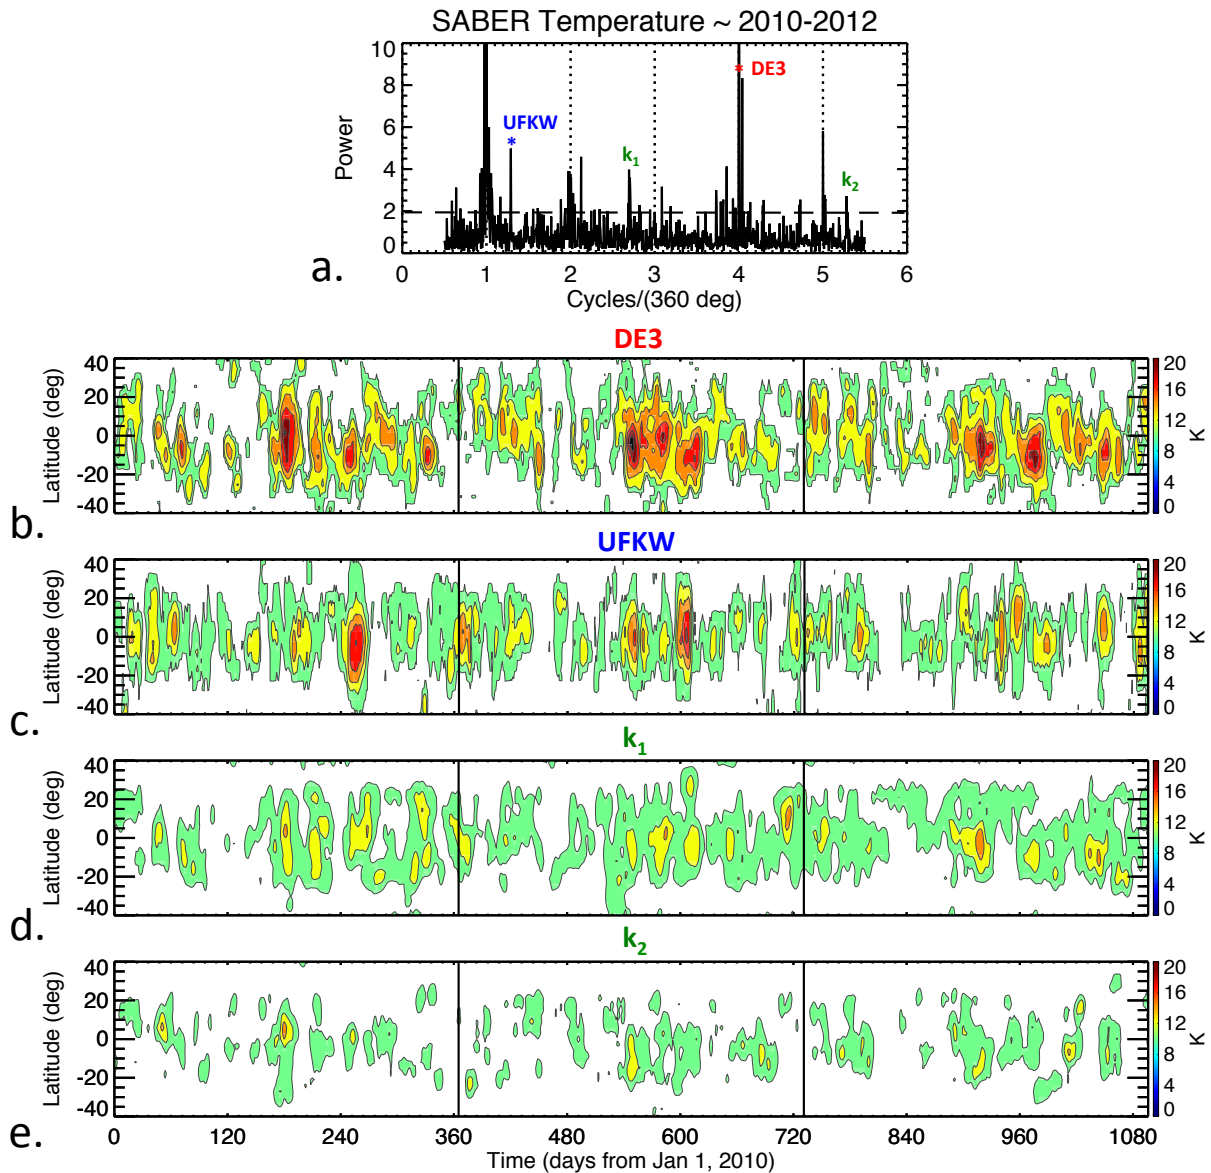 SABER Temperature ~ 2010-2012
10
8
6
4
2
0
Power
UFKW
*
k1
* DE3
k2
0 1 2 3 4 5 6
Cycles/(360 deg)
a.
DE3
40
20
0
-20
-40
Latitude (deg)
20
16
12
8
4
0
K
b.
UFKW
40
20
0
-20
-40
Latitude (deg)
20
16
12
8
4
0
K
c.
k1
40
20
0
-20
-40
Latitude (deg)
20
16
12
8
4
0
K
d.
k2
40
20
0
-20
-40
Latitude (deg)
20
16
12
8
4
0
K
e.
0 120 240 360 480 600 720 840 960 1080
Time (days from Jan 1, 2010)